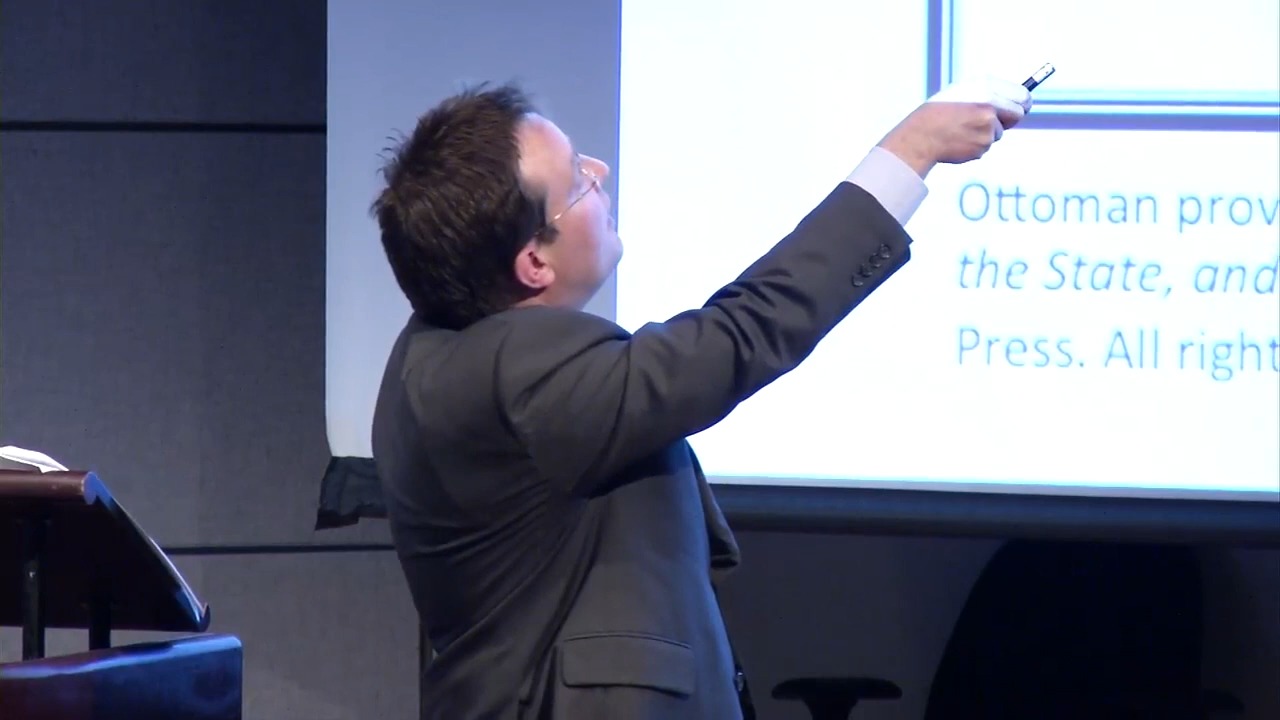 Ottoman prov
the State, and
Press. All right